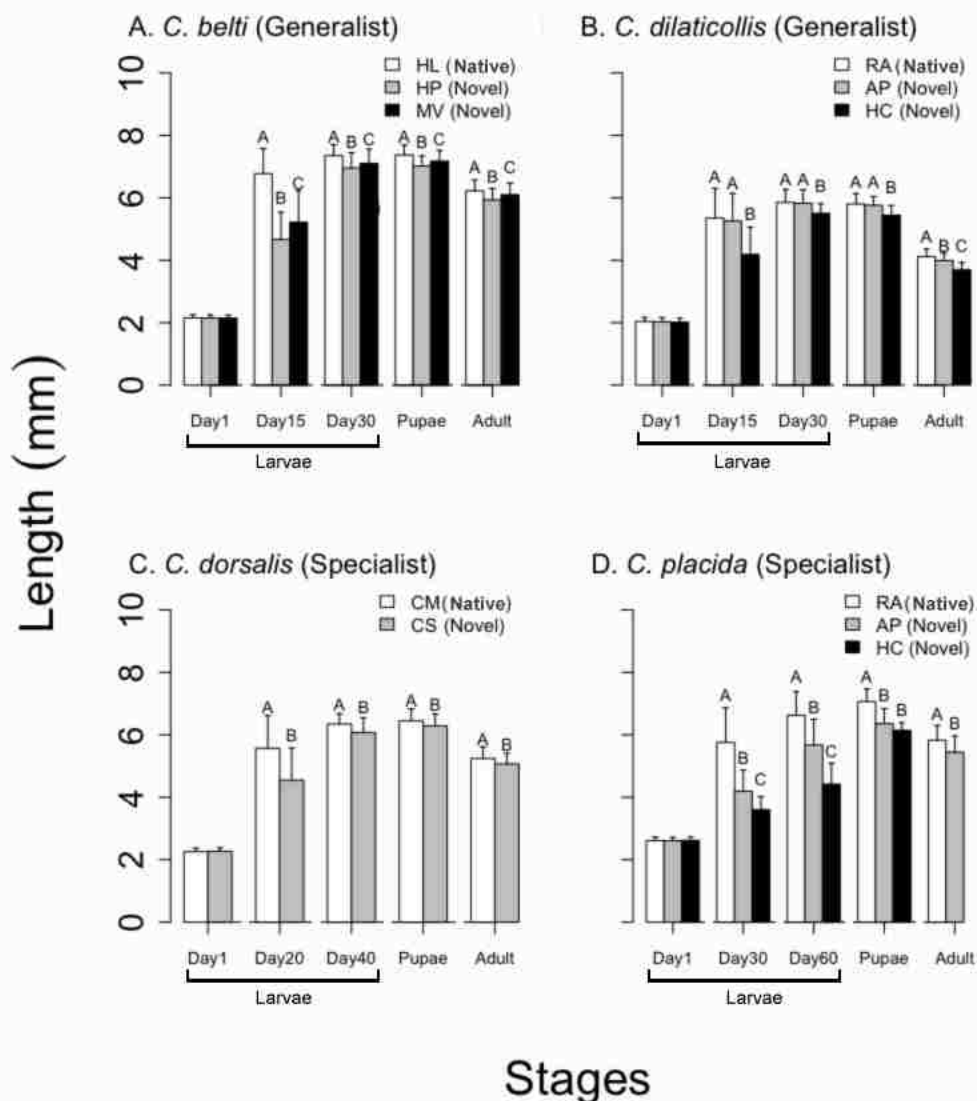 A. C. belti (Generalist)
HL (Native)
HP (Novel)
MV (Novel)
10
8
6
4
2
0
A
B
C
A
B
C
A
B
C
A
B
C
Day1 Day15 Day30 Pupae Adult
Larvae
B. C. dilaticollis (Generalist)
RA (Native)
AP (Novel)
HC (Novel)
A
A
B
A
A
B
A
A
B
A
B
C
Day1 Day15 Day30 Pupae Adult
Larvae
Length (mm)
C. C. dorsalis (Specialist)
CM(Native)
CS (Novel)
10
8
6
4
2
0
A
B
A
B
A
B
A
B
Day1 Day20 Day40 Pupae Adult
Larvae
D. C. placida (Specialist)
RA(Native)
AP (Novel)
HC (Novel)
A
B
C
A
B
C
A
B
B
A
B
Day1 Day30 Day60 Pupae Adult
Larvae
Stages